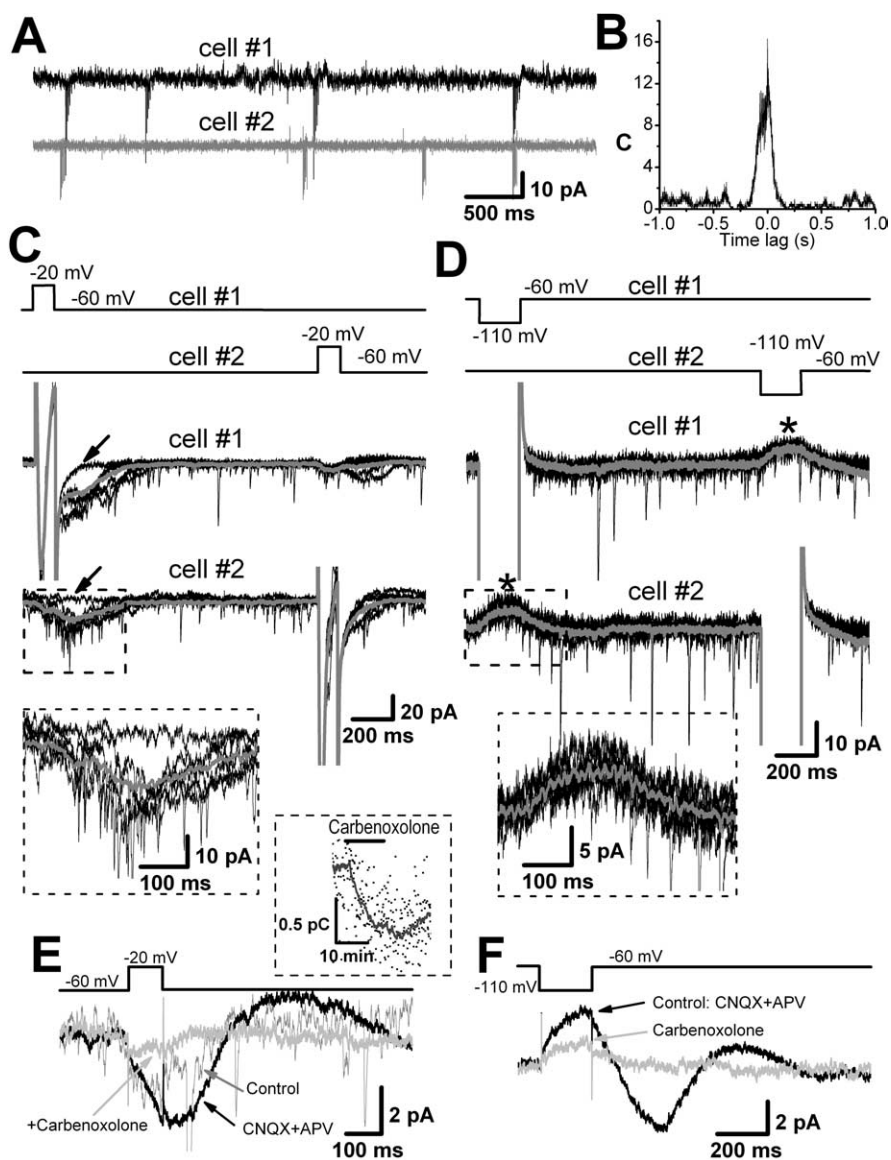 A
cell #1
cell #2
10 pA
500 ms
B
16
12
C
8
4
0
-1.0 -0.5 0.0 0.5 1.0
Time lag (s)
C
-20 mV
-60 mV
cell #1
-20 mV
-60 mV
cell #2
cell #1
cell #2
20 pA
200 ms
10 pA
100 ms
D
-60 mV
cell #1
-110 mV
-110 mV
cell #2
-60 mV
cell #1
*
cell #2
*
10 pA
200 ms
5 pA
100 ms
Carbenoxolone
0.5 pC
10 min
E
-20 mV
-60 mV
Control
+Carbenoxolone
CNQX+APV
2 pA
100 ms
F
-60 mV
-110 mV
Control: CNQX+APV
Carbenoxolone
2 pA
200 ms